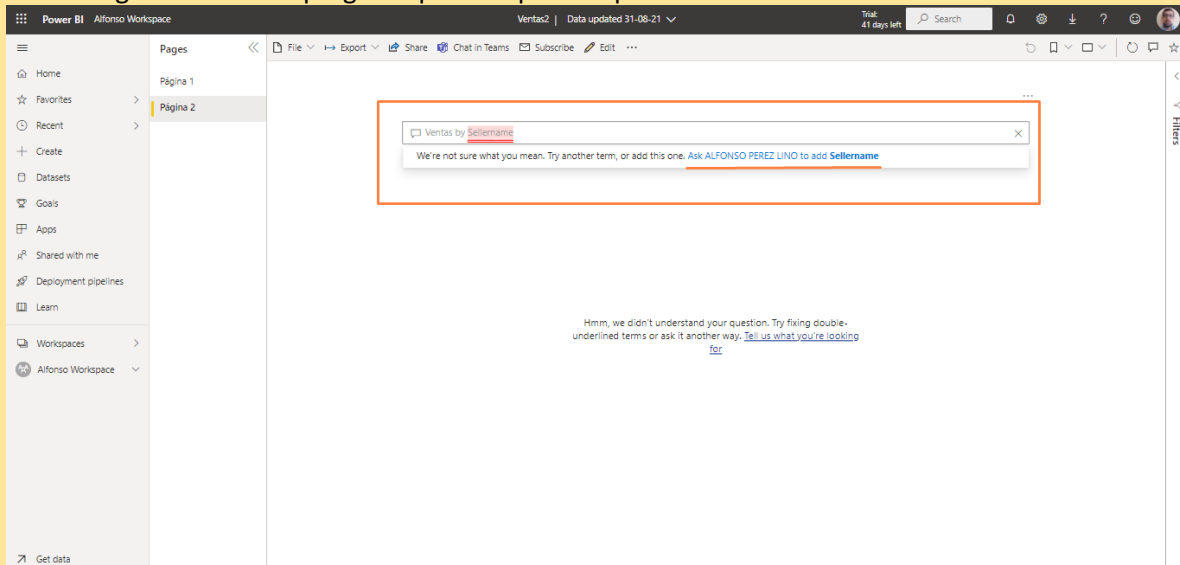 Power BI Alfonso Workspace
Ventas2 | Data updated 31-08-21
Trial:
41 days left
Search
Pages
File
Export
Share
Chat in Teams
Subscribe
Edit
Home
Favorites
Recent
Create
Datasets
Goals
Apps
Shared with me
Deployment pipelines
Learn
Workspaces
Alfonso Workspace
Get data
Página 1
Página 2
Ventas by Sellername
We're not sure what you mean. Try another term, or add this one. Ask ALFONSO PEREZ LINO to add Sellername
Hmm, we didn't understand your question. Try fixing double-
underlined terms or ask it another way. Tell us what you're looking
for
Filters